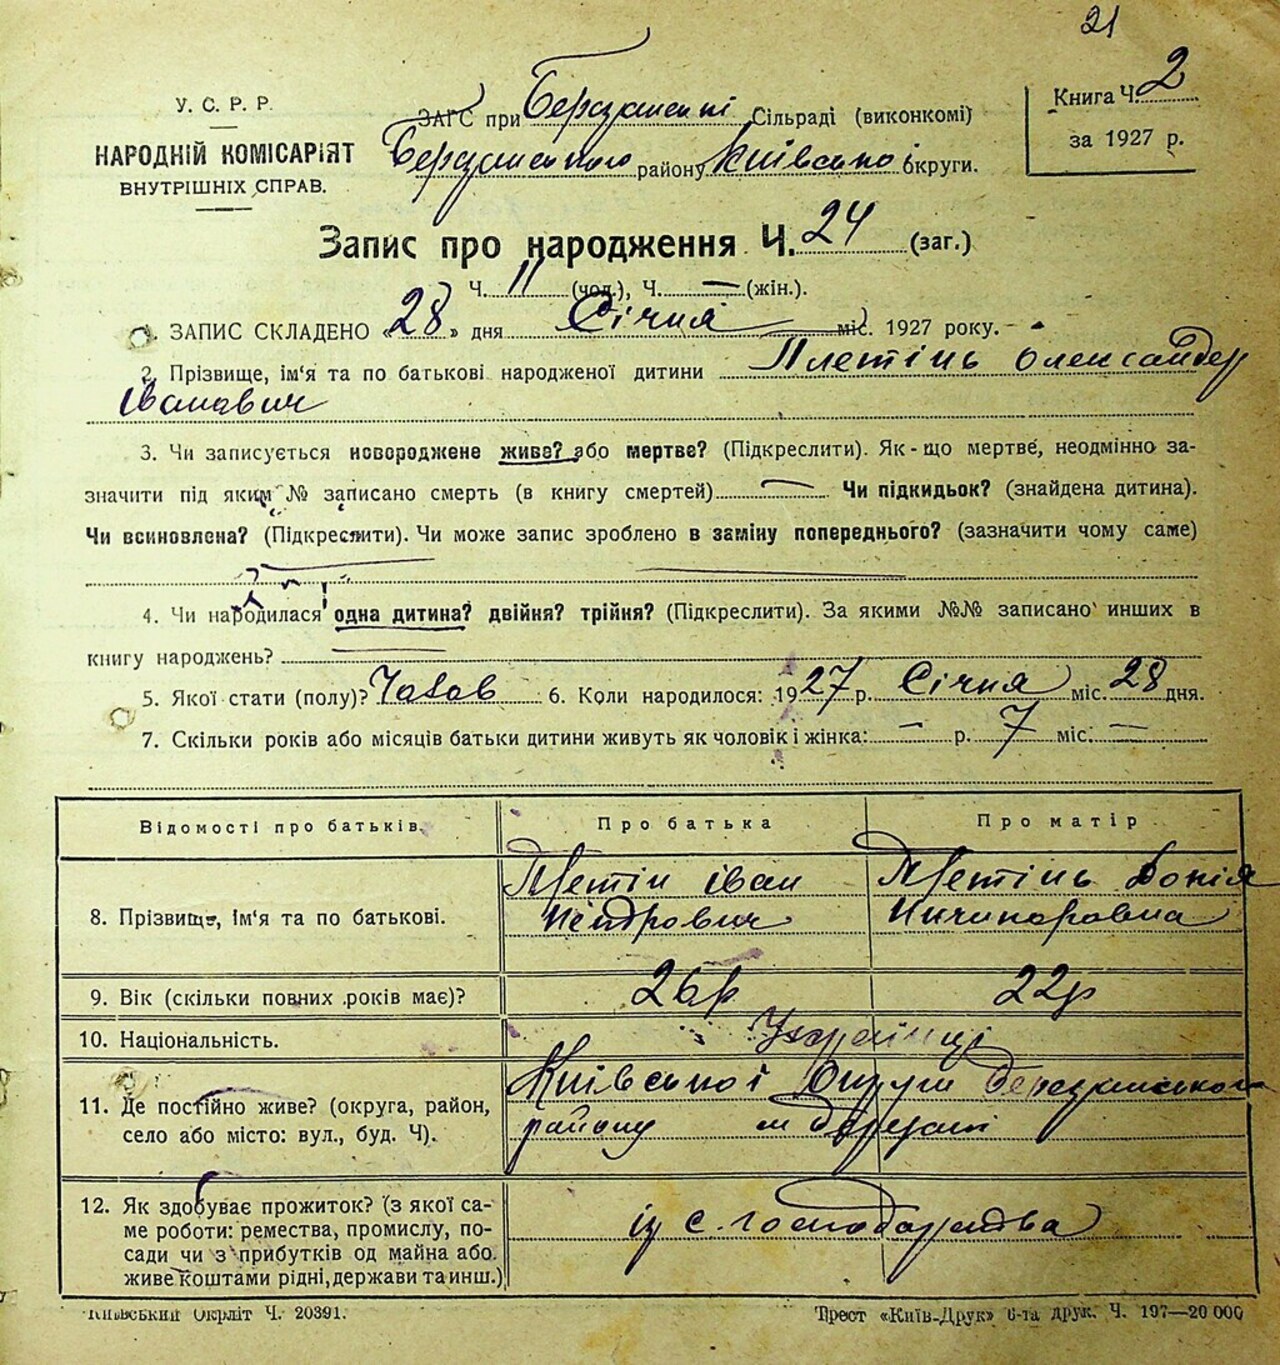 21
У. С. Р. Р.
НАРОДНІЙ КОМІСАРІЯТ
ВНУТРІШНІХ СПРАВ.
ЗАГС при Березанскі Сільраді (виконкомі)
Березанского району Київської округи.
Книга Ч. 2
за 1927 р.
Запис про народження Ч. 24 (заг.)
Ч. 11 (чол.), Ч. — (жін.).
1. ЗАПИС СКЛАДЕНО «28» дня Січня міс. 1927 року.
2. Прізвище, ім'я та по батькові народженої дитини Плетінь Олександер
Іванавич
3. Чи записується новороджене живе? або мертве? (Підкреслити). Як-що мертве, неодмінно за-
значити під яким № записано смерть (в книгу смертей) — Чи підкидьок? (знайдена дитина).
Чи всиновлена? (Підкреслити). Чи може запис зроблено в заміну попереднього? (зазначити чому саме)
4. Чи народилася одна дитина? двійня? трійня? (Підкреслити). За якими №№ записано инших в
книгу народжень? —
5. Якої стати (полу)? Чолов 6. Коли народилося: 1927 р. Січня міс. 28 дня.
7. Скільки років або місяців батьки дитини живуть як чоловік і жінка: — р. 7 міс. —
Відомості про батьків. Про батька Про матір
8. Прізвище, ім'я та по батькові. Плетін Іван Плетінь Докія
Петрович Ничипоровна
9. Вік (скільки повних років має)? 26р 22р
10. Національність. Українці
11. Де постійно живе? (округа, район, село або місто: вул., буд. Ч). Київської Округи Березанського
району м Березані
12. Як здобуває прожиток? (з якої са-
ме роботи: ремества, промислу, по-
сади чи з прибутків од майна або
живе коштами рідні, держави та инш.) із с. господарства
Київський Окрліт Ч. 20391.
Трест «Київ-Друк» 6-та друк. Ч. 197—20 000